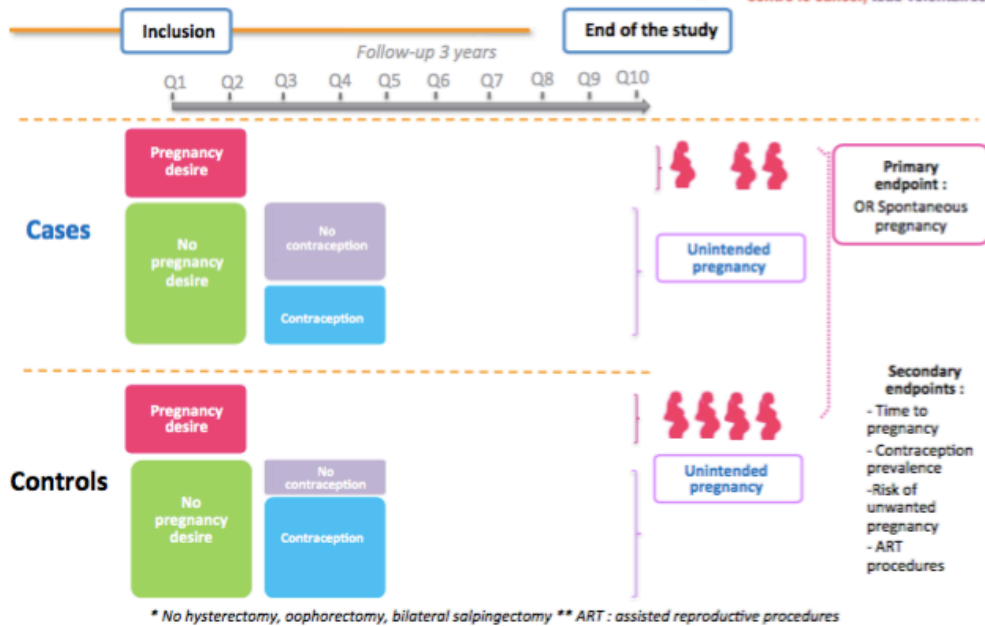 Inclusion
End of the study
Follow-up 3 years
Q1 Q2 Q3 Q4 Q5 Q6 Q7 Q8 Q9 Q10
Cases
Pregnancy
desire
No
pregnancy
desire
No
contraception
Contraception
Unintended
pregnancy
Primary
endpoint :
OR Spontaneous
pregnancy
Controls
Pregnancy
desire
No
pregnancy
desire
No
contraception
Contraception
Unintended
pregnancy
Secondary
endpoints :
- Time to
pregnancy
- Contraception
prevalence
-Risk of
unwanted
pregnancy
- ART
procedures
* No hysterectomy, oophorectomy, bilateral salpingectomy ** ART : assisted reproductive procedures